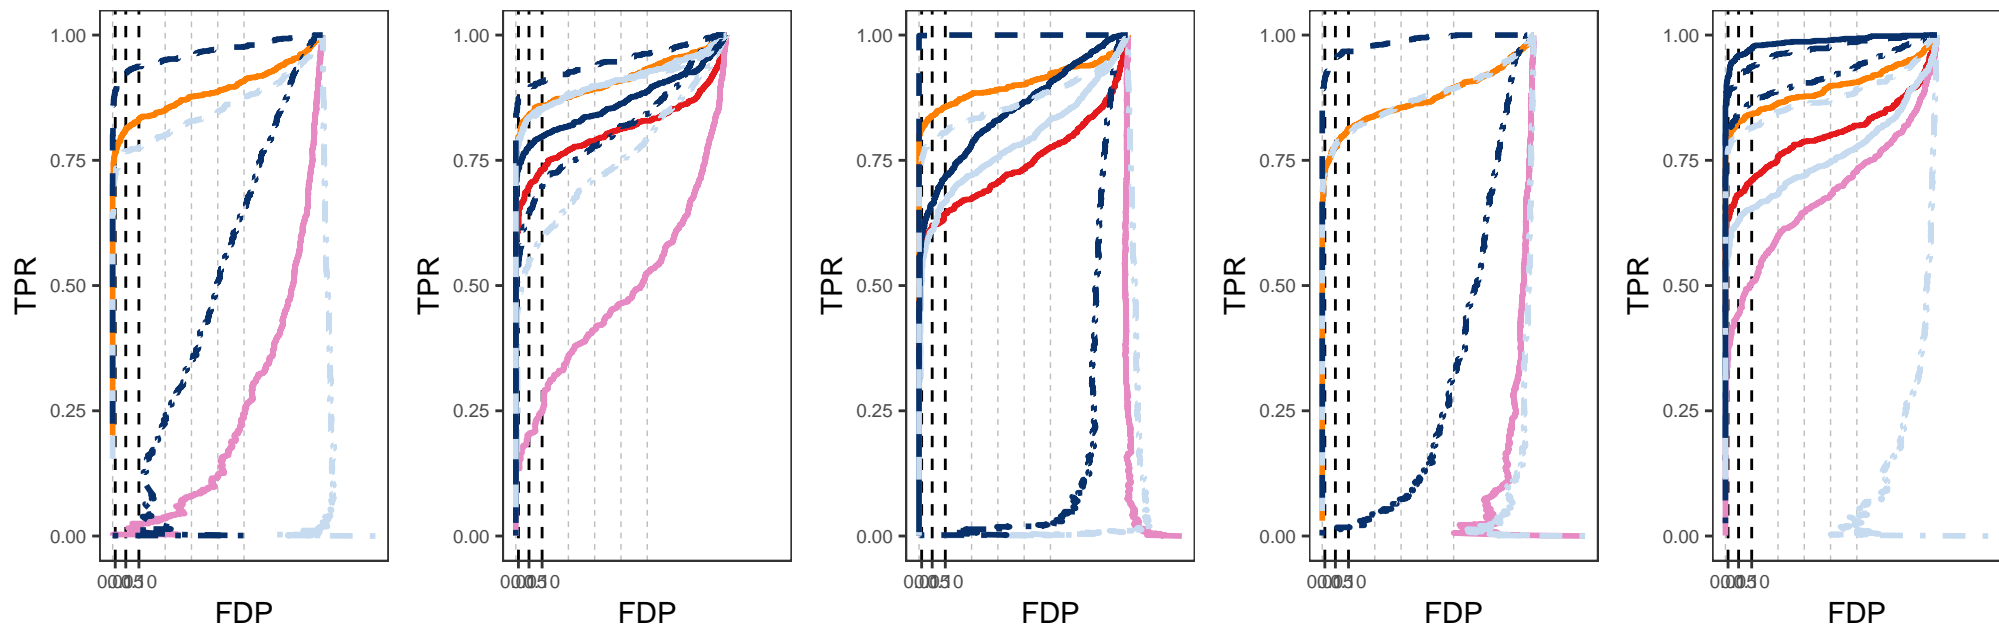 1.00 1.00 1.00 1.00 1.00
0.75 0.75 0.75 0.75 0.75
0.50 0.50 0.50 0.50 0.50
0.25 0.25 0.25 0.25 0.25
0.00 0.00 0.00 0.00 0.00
TPR TPR TPR TPR TPR
FDP FDP FDP FDP FDP